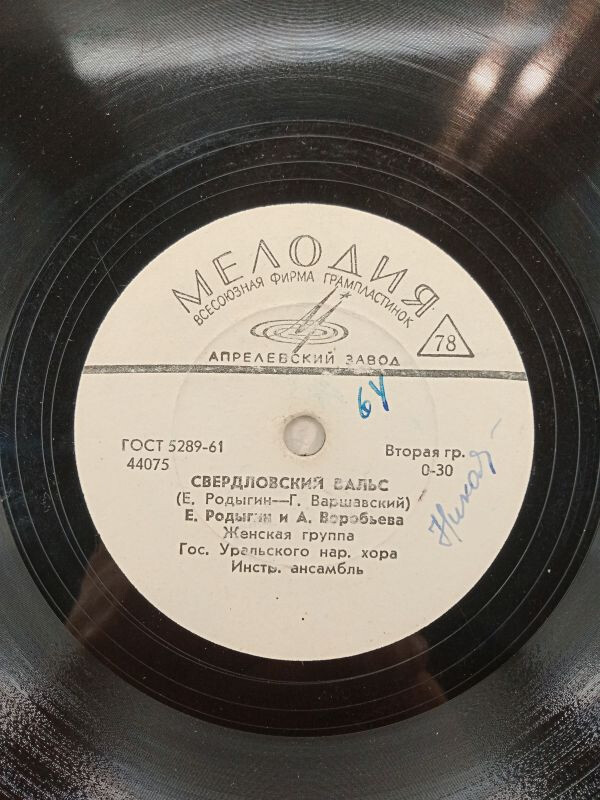 МЕЛОДИЯ
ВСЕСОЮЗНАЯ ФИРМА ГРАМПЛАСТИНОК
78
АПРЕЛЕВСКИЙ ЗАВОД
ГОСТ 5289-61
44075
Вторая гр.
0-30
СВЕРДЛОВСКИЙ ВАЛЬС
(Е. Родыгин—Г. Варшавский)
Е. Родыгин и А. Воробьева
Женская группа
Гос. Уральского нар. хора
Инстр. ансамбль